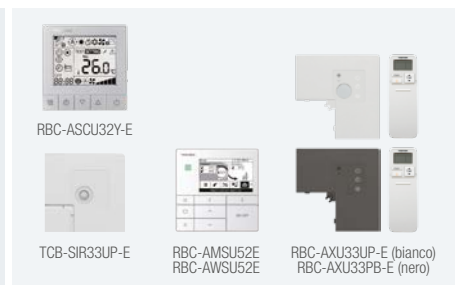 26.0
RBC-ASCU32Y-E
TCB-SIR33UP-E
RBC-AMSU52E
RBC-AWSU52E
RBC-AXU33UP-E (bianco)
RBC-AXU33PB-E (nero)